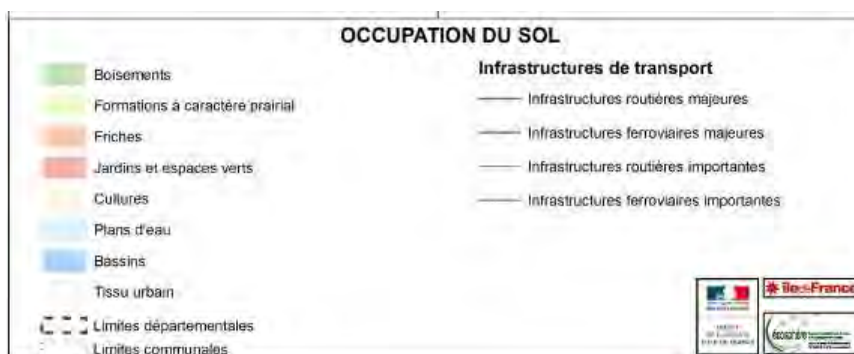 OCCUPATION DU SOL
Boisements
Formations à caractère prairial
Friches
Jardins et espaces verts
Cultures
Plans d'eau
Bassins
Tissu urbain
Limites départementales
Limites communales
Infrastructures de transport
Infrastructures routières majeures
Infrastructures ferroviaires majeures
Infrastructures routières importantes
Infrastructures ferroviaires importantes
îledeFrance